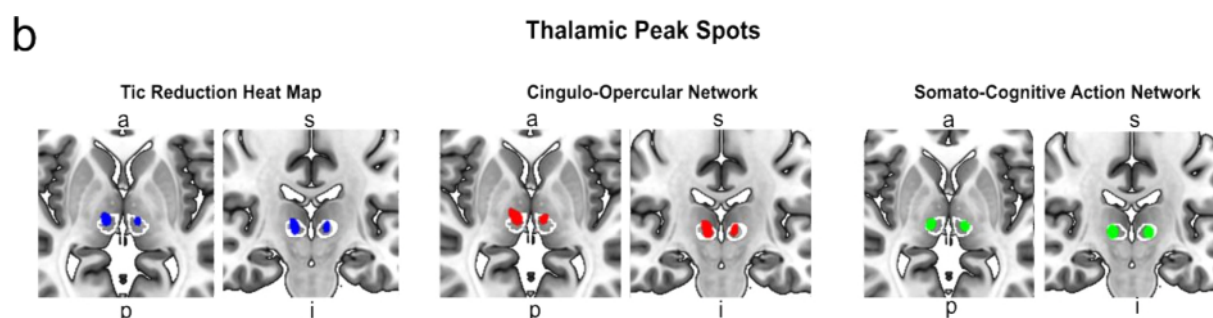 b
Thalamic Peak Spots
Tic Reduction Heat Map
Cingulo-Opercular Network
Somato-Cognitive Action Network
a s a s a s
p i p i p i